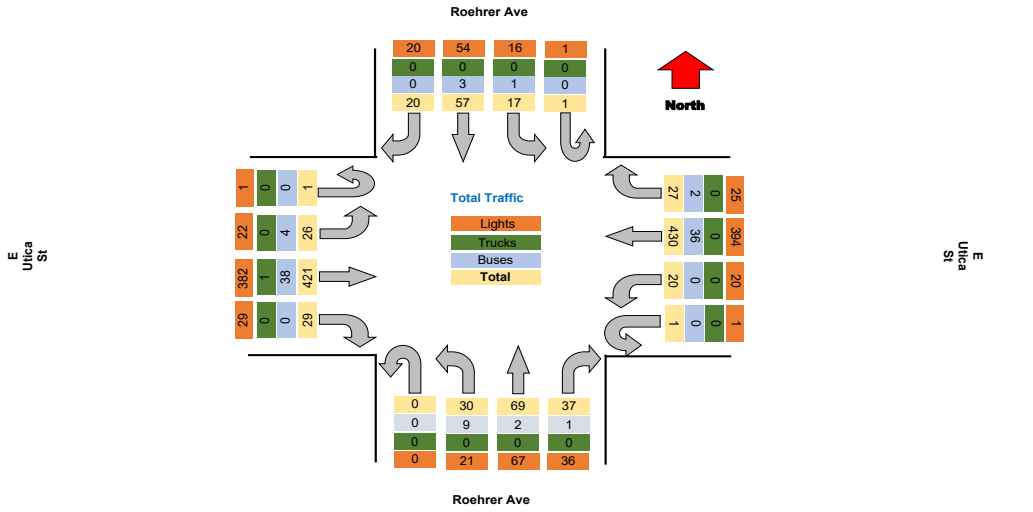 Roehrer Ave
20 54 16 1
0 0 0 0
0 3 1 0
20 57 17 1
North
1 0 0 1
22 0 4 26
382 1 38 421
29 0 0 29
E
Utica
St
Total Traffic
Lights
Trucks
Buses
Total
27 2 0 25
430 36 0 394
20 0 0 20
1 0 0 1
E
Utica
St
0 30 69 37
0 9 2 1
0 0 0 0
0 21 67 36
Roehrer Ave